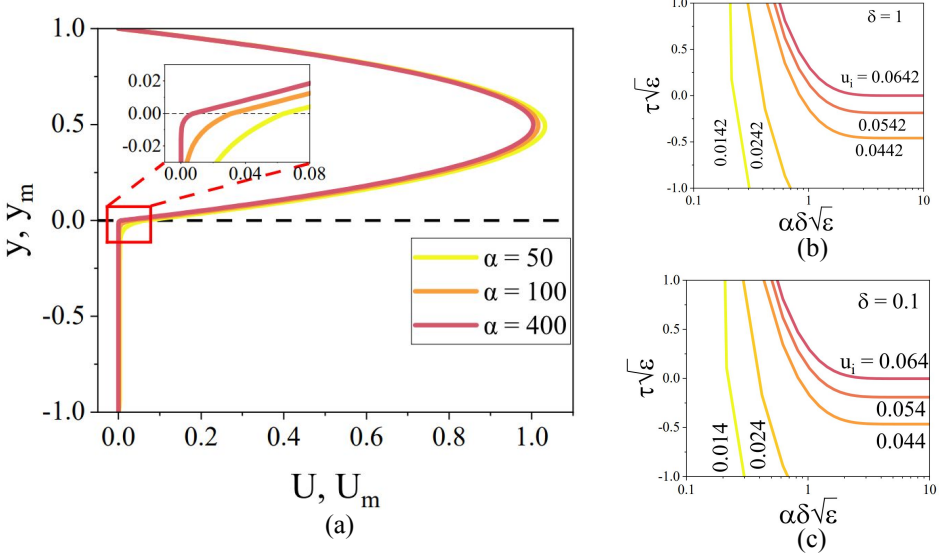 1.0
0.5
0.0
-0.5
-1.0
y, yₘ
0.02
0.00
-0.02
0.00 0.04 0.08
α = 50
α = 100
α = 400
0.0 0.2 0.4 0.6 0.8 1.0
U, Uₘ
(a)
1.0
0.5
0.0
-0.5
-1.0
τ√ε
δ = 1
uᵢ = 0.0642
0.0542
0.0442
0.0142
0.0242
0.1 1 10
αδ√ε
(b)
1.0
0.5
0.0
-0.5
-1.0
τ√ε
δ = 0.1
uᵢ = 0.064
0.054
0.044
0.014
0.024
0.1 1 10
αδ√ε
(c)